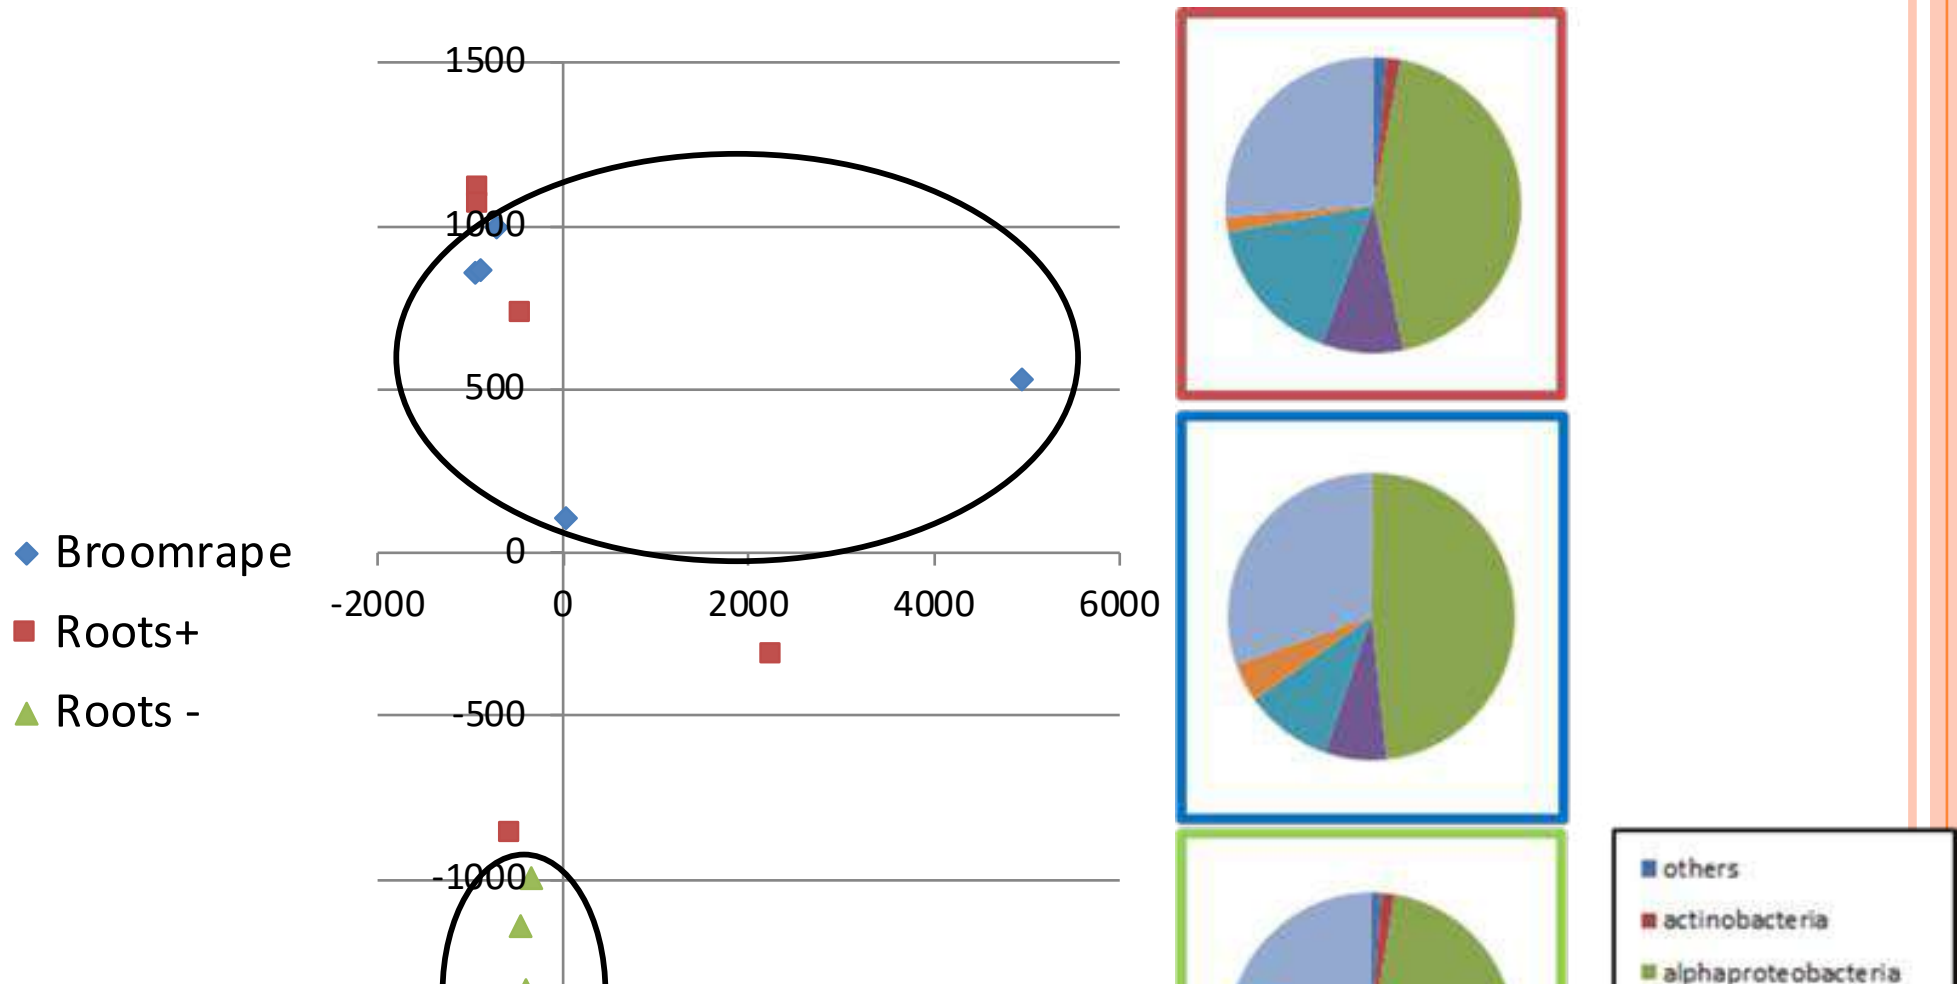 1500
1000
500
0
-2000 0 2000 4000 6000
-500
-1000
Broomrape
Roots+
Roots -
others
actinobacteria
alphaproteobacteria